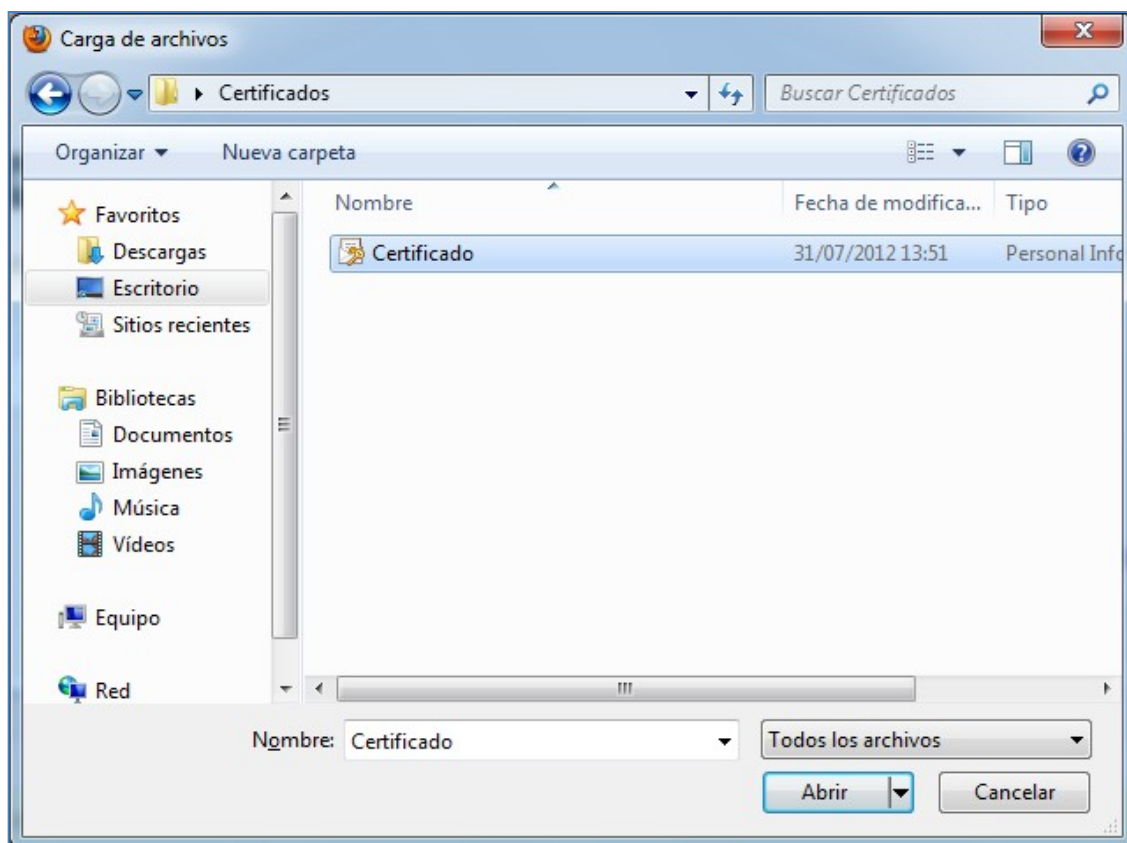 Carga de archivos
Certificados
Buscar Certificados
Organizar
Nueva carpeta
Favoritos
Descargas
Escritorio
Sitios recientes
Bibliotecas
Documentos
Imágenes
Música
Vídeos
Equipo
Red
Nombre Fecha de modifica... Tipo
Certificado 31/07/2012 13:51 Personal Info
Nombre: Certificado
Todos los archivos
Abrir
Cancelar